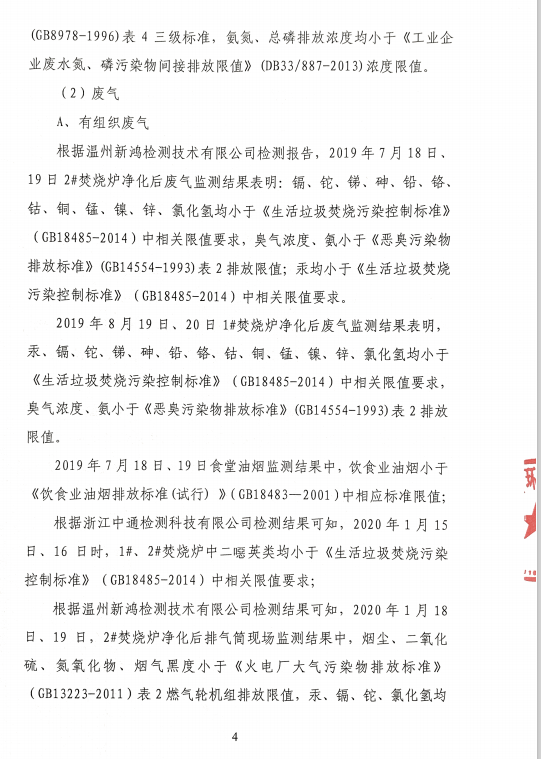 (GB8978-1996)表 4 三级标准，氨氮、总磷排放浓度均小于《工业企
业废水氮、磷污染物间接排放限值》(DB33/887-2013)浓度限值。
（2）废气
A、有组织废气
根据温州新鸿检测技术有限公司检测报告，2019 年 7 月 18 日、
19 日 2#焚烧炉净化后废气监测结果表明：镉、铊、锑、砷、铅、铬、
钴、铜、锰、镍、锌、氯化氢均小于《生活垃圾焚烧污染控制标准》
（GB18485-2014）中相关限值要求，臭气浓度、氨小于《恶臭污染物
排放标准》(GB14554-1993)表 2 排放限值；汞均小于《生活垃圾焚烧
污染控制标准》（GB18485-2014）中相关限值要求。
2019 年 8 月 19 日、20 日 1#焚烧炉净化后废气监测结果表明，
汞、镉、铊、锑、砷、铅、铬、钴、铜、锰、镍、锌、氯化氢均小于
《生活垃圾焚烧污染控制标准》（GB18485-2014）中相关限值要求，
臭气浓度、氨小于《恶臭污染物排放标准》(GB14554-1993)表 2 排放
限值。
2019 年 7 月 18 日、19 日食堂油烟监测结果中，饮食业油烟小于
《饮食业油烟排放标准(试行) 》（GB18483—2001)中相应标准限值；
根据浙江中通检测科技有限公司检测结果可知，2020 年 1 月 15
日、16 日时，1#、2#焚烧炉中二噁英类均小于《生活垃圾焚烧污染
控制标准》（GB18485-2014）中相关限值要求；
根据温州新鸿检测技术有限公司检测结果可知，2020 年 1 月 18
日、19 日，2#焚烧炉净化后排气筒现场监测结果中，烟尘、二氧化
硫、氮氧化物、烟气黑度小于《火电厂大气污染物排放标准》
（GB13223-2011）表 2 燃气轮机组排放限值，汞、镉、铊、氯化氢均
4
环